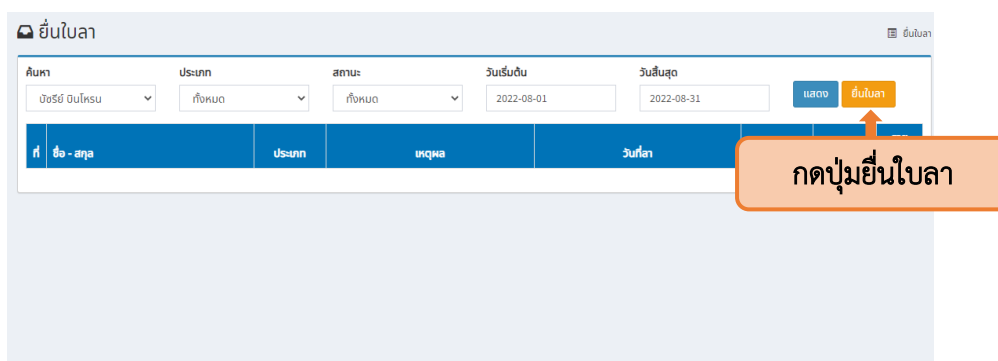 ยื่นใบลา
ยื่นใบลา
ค้นหา ประเภท สถานะ วันเริ่มต้น วันสิ้นสุด
บัซรีย์ บินโหรน ทั้งหมด ทั้งหมด 2022-08-01 2022-08-31 แสดง ยื่นใบลา
ที่ ชื่อ - สกุล ประเภท เหตุผล วันที่ลา
กดปุ่มยื่นใบลา